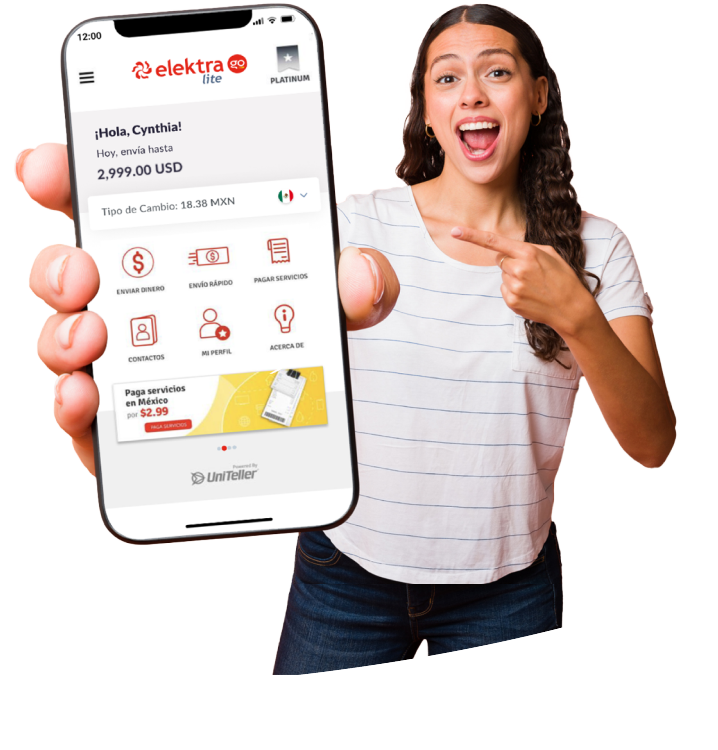 12:00
elektra go
lite
PLATINUM
¡Hola, Cynthia!
Hoy, envía hasta
2,999.00 USD
Tipo de Cambio: 18.38 MXN
ENVIAR DINERO
ENVÍO RÁPIDO
PAGAR SERVICIOS
CONTACTOS
MI PERFIL
ACERCA DE
Paga servicios
en México
por $2.99
PAGA SERVICIOS
Powered By
UniTeller